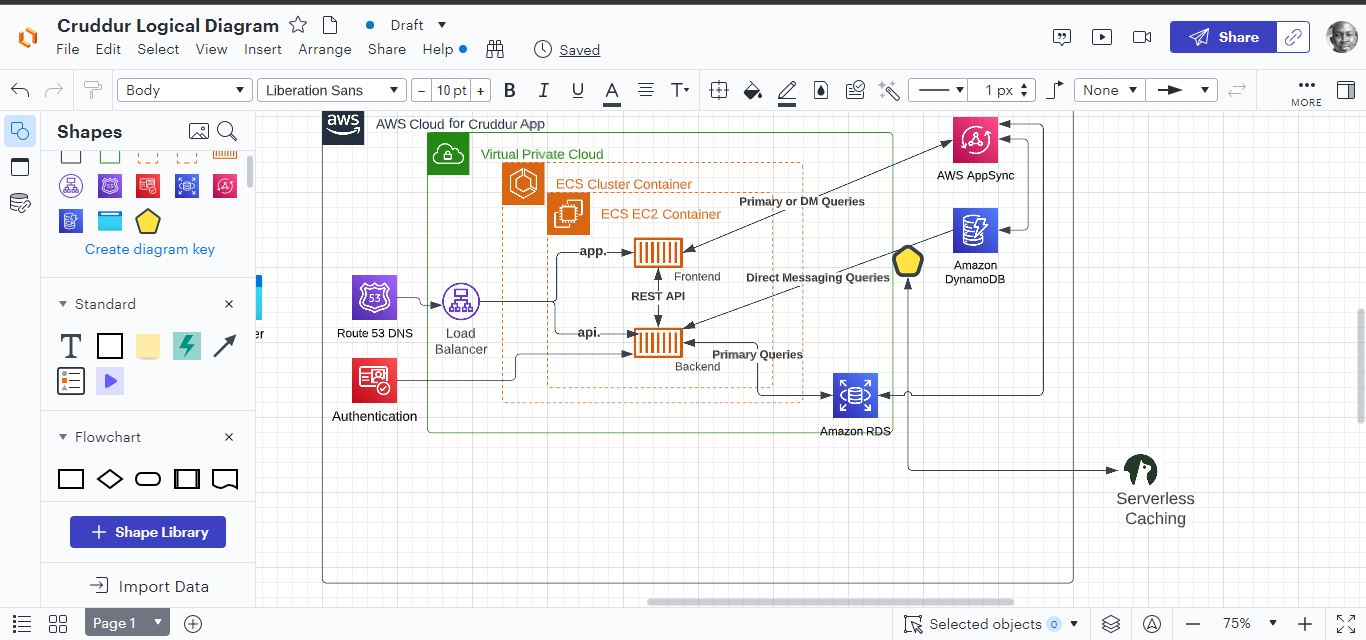 Cruddur Logical Diagram
Draft
File Edit Select View Insert Arrange Share Help
Saved
Share
Body
Liberation Sans
− 10 pt +
B I U A T
1 px
None
MORE
Shapes
Create diagram key
Standard
T
Flowchart
+ Shape Library
Import Data
er
aws
AWS Cloud for Cruddur App
Virtual Private Cloud
ECS Cluster Container
ECS EC2 Container
AWS AppSync
Primary or DM Queries
app.
Frontend
Direct Messaging Queries
Amazon
DynamoDB
REST API
53
Route 53 DNS
Load
Balancer
api.
Primary Queries
Backend
Authentication
Amazon RDS
Serverless
Caching
Page 1
Selected objects 0
75%